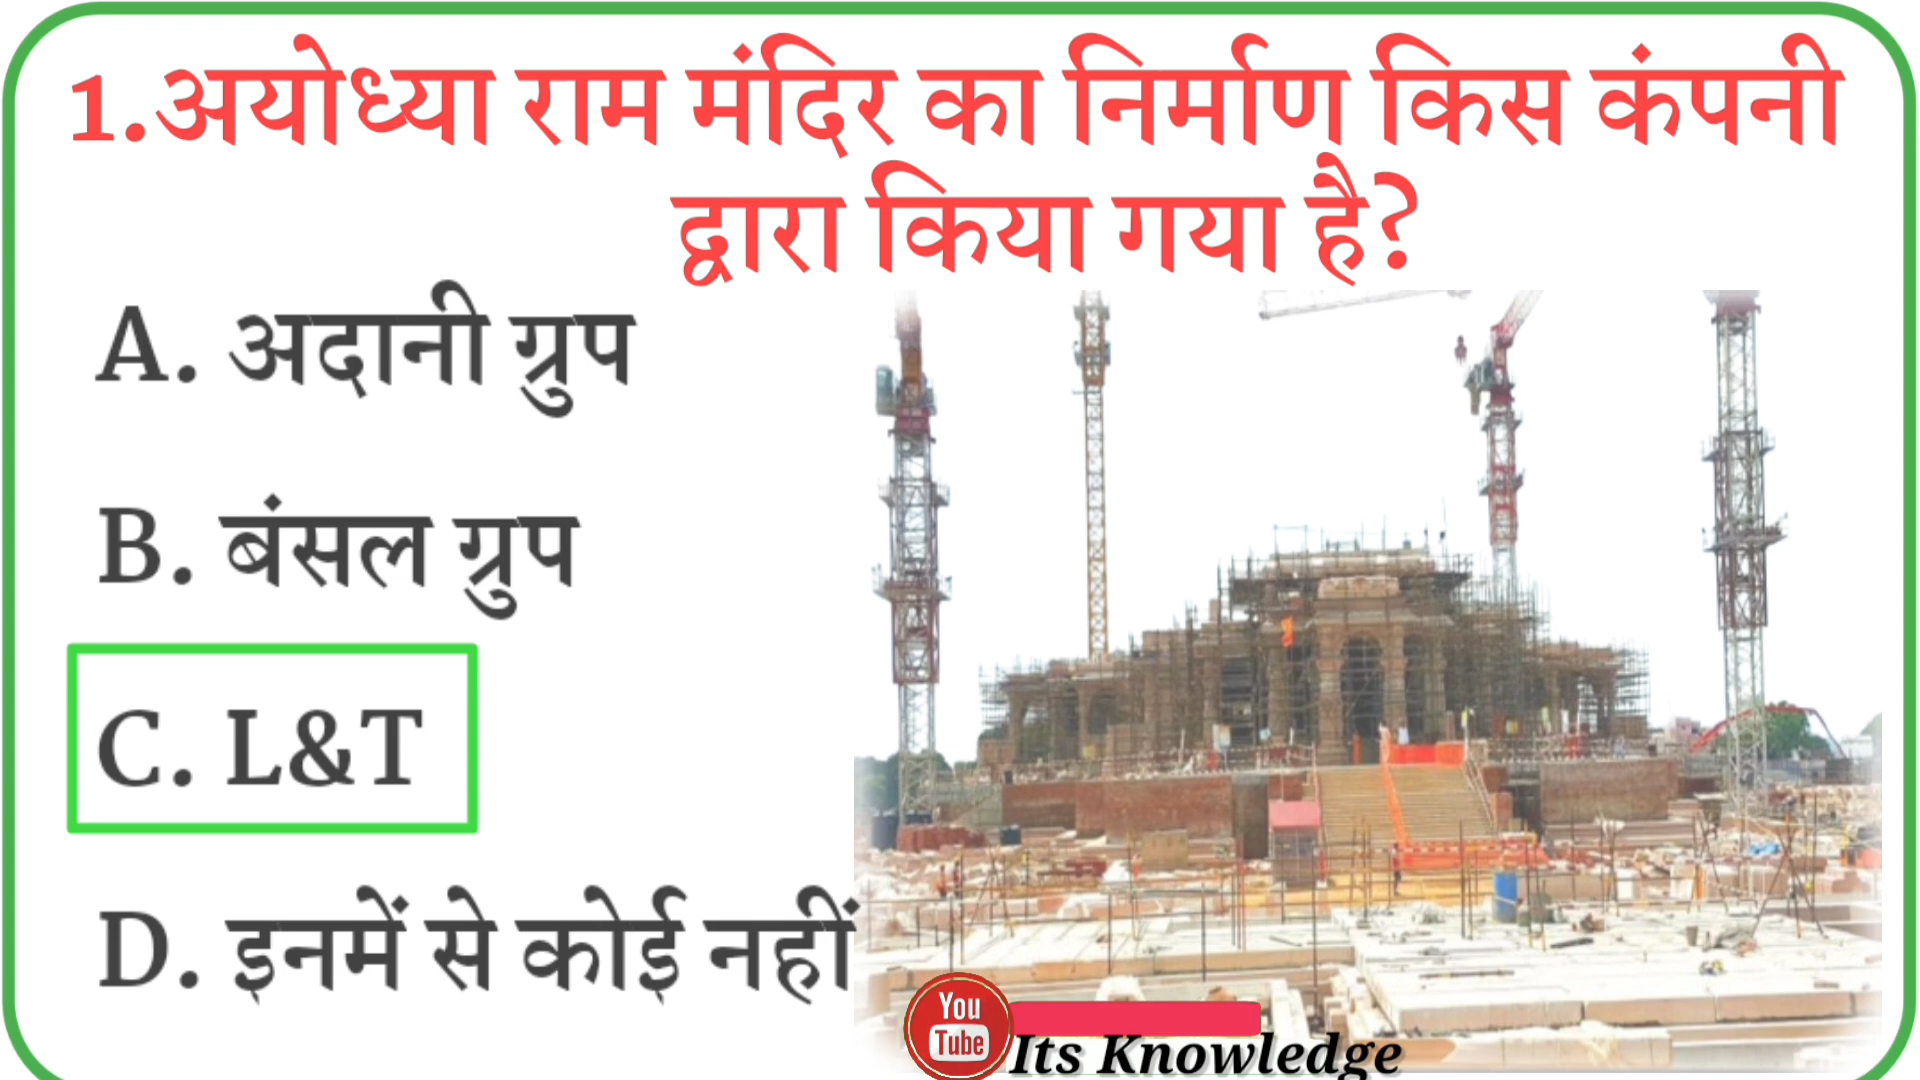 1.अयोध्या राम मंदिर का निर्माण किस कंपनी
द्वारा किया गया है?
A. अदानी ग्रुप
B. बंसल ग्रुप
C. L&T
D. इनमें से कोई नहीं
You
Tube
Its Knowledge